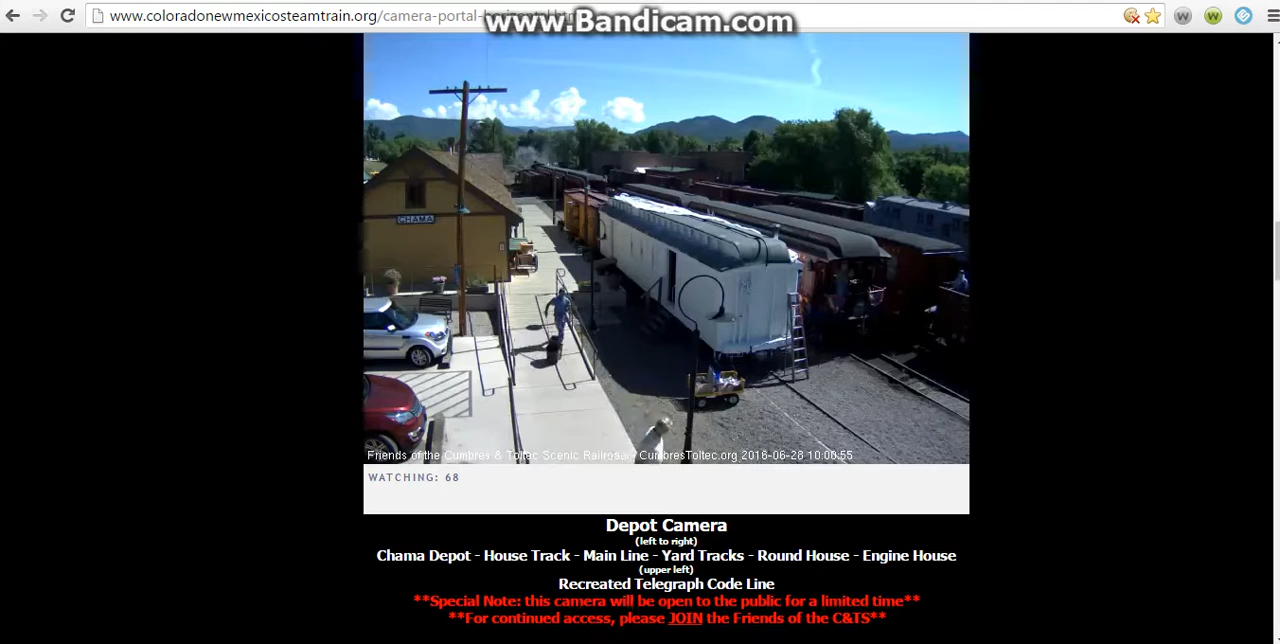 www.coloradonewmexicosteamtrain.org/camera-portal-
www.Bandicam.com
CHAMA
Friends of the Cumbres & Toltec Scenic Railroad / CumbresToltec.org 2016-06-28 10:00:55
WATCHING: 68
Depot Camera
(left to right)
Chama Depot - House Track - Main Line - Yard Tracks - Round House - Engine House
(upper left)
Recreated Telegraph Code Line
**Special Note: this camera will be open to the public for a limited time**
**For continued access, please JOIN the Friends of the C&TS**